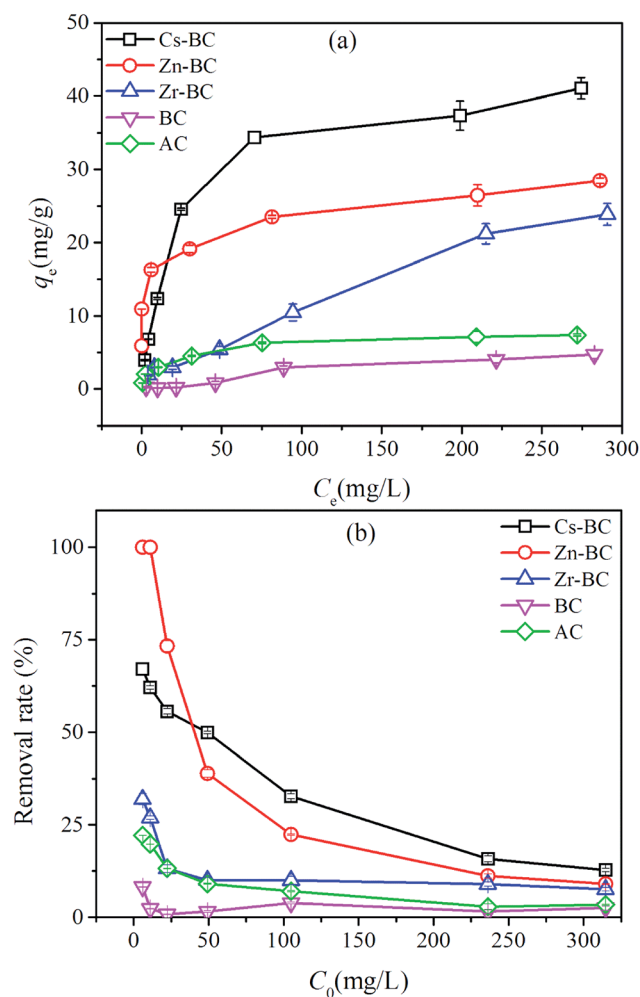 (a)
Cs-BC
Zn-BC
Zr-BC
BC
AC
50
40
30
20
10
0
qe(mg/g)
0 50 100 150 200 250 300
Ce(mg/L)
(b)
Cs-BC
Zn-BC
Zr-BC
BC
AC
100
75
50
25
0
Removal rate (%)
0 50 100 150 200 250 300
C0(mg/L)